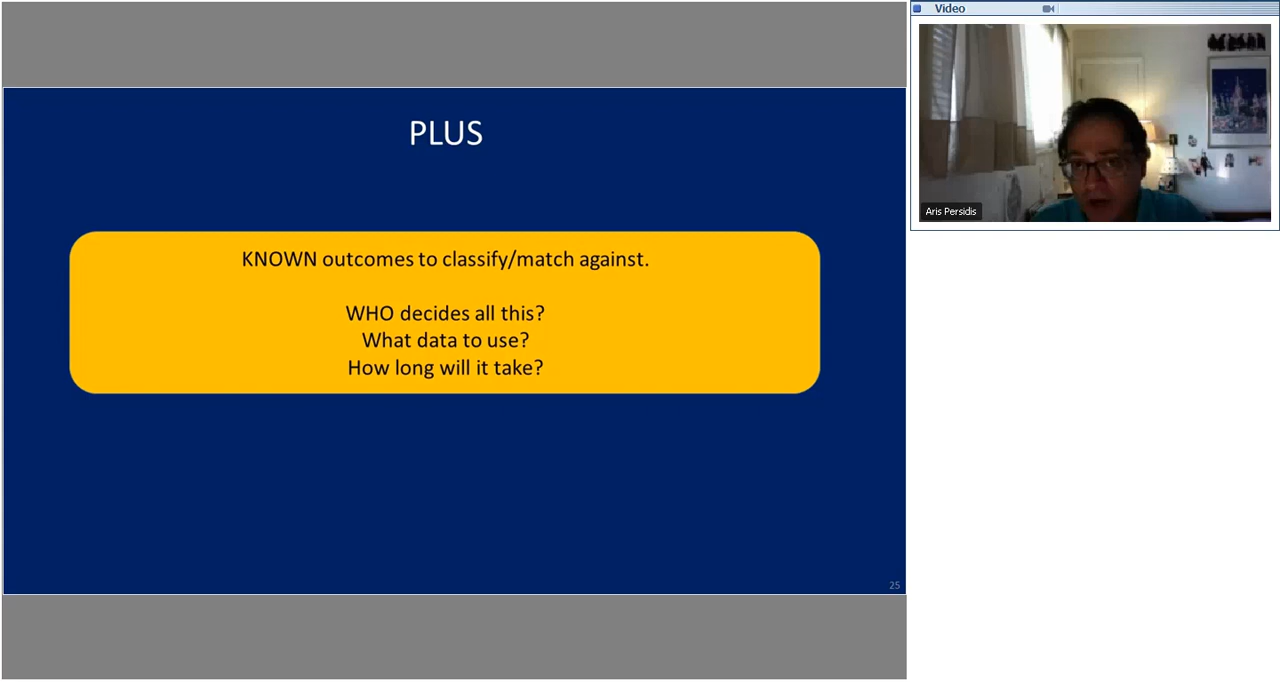 Video
PLUS
KNOWN outcomes to classify/match against.
WHO decides all this?
What data to use?
How long will it take?
25
Aris Persidis